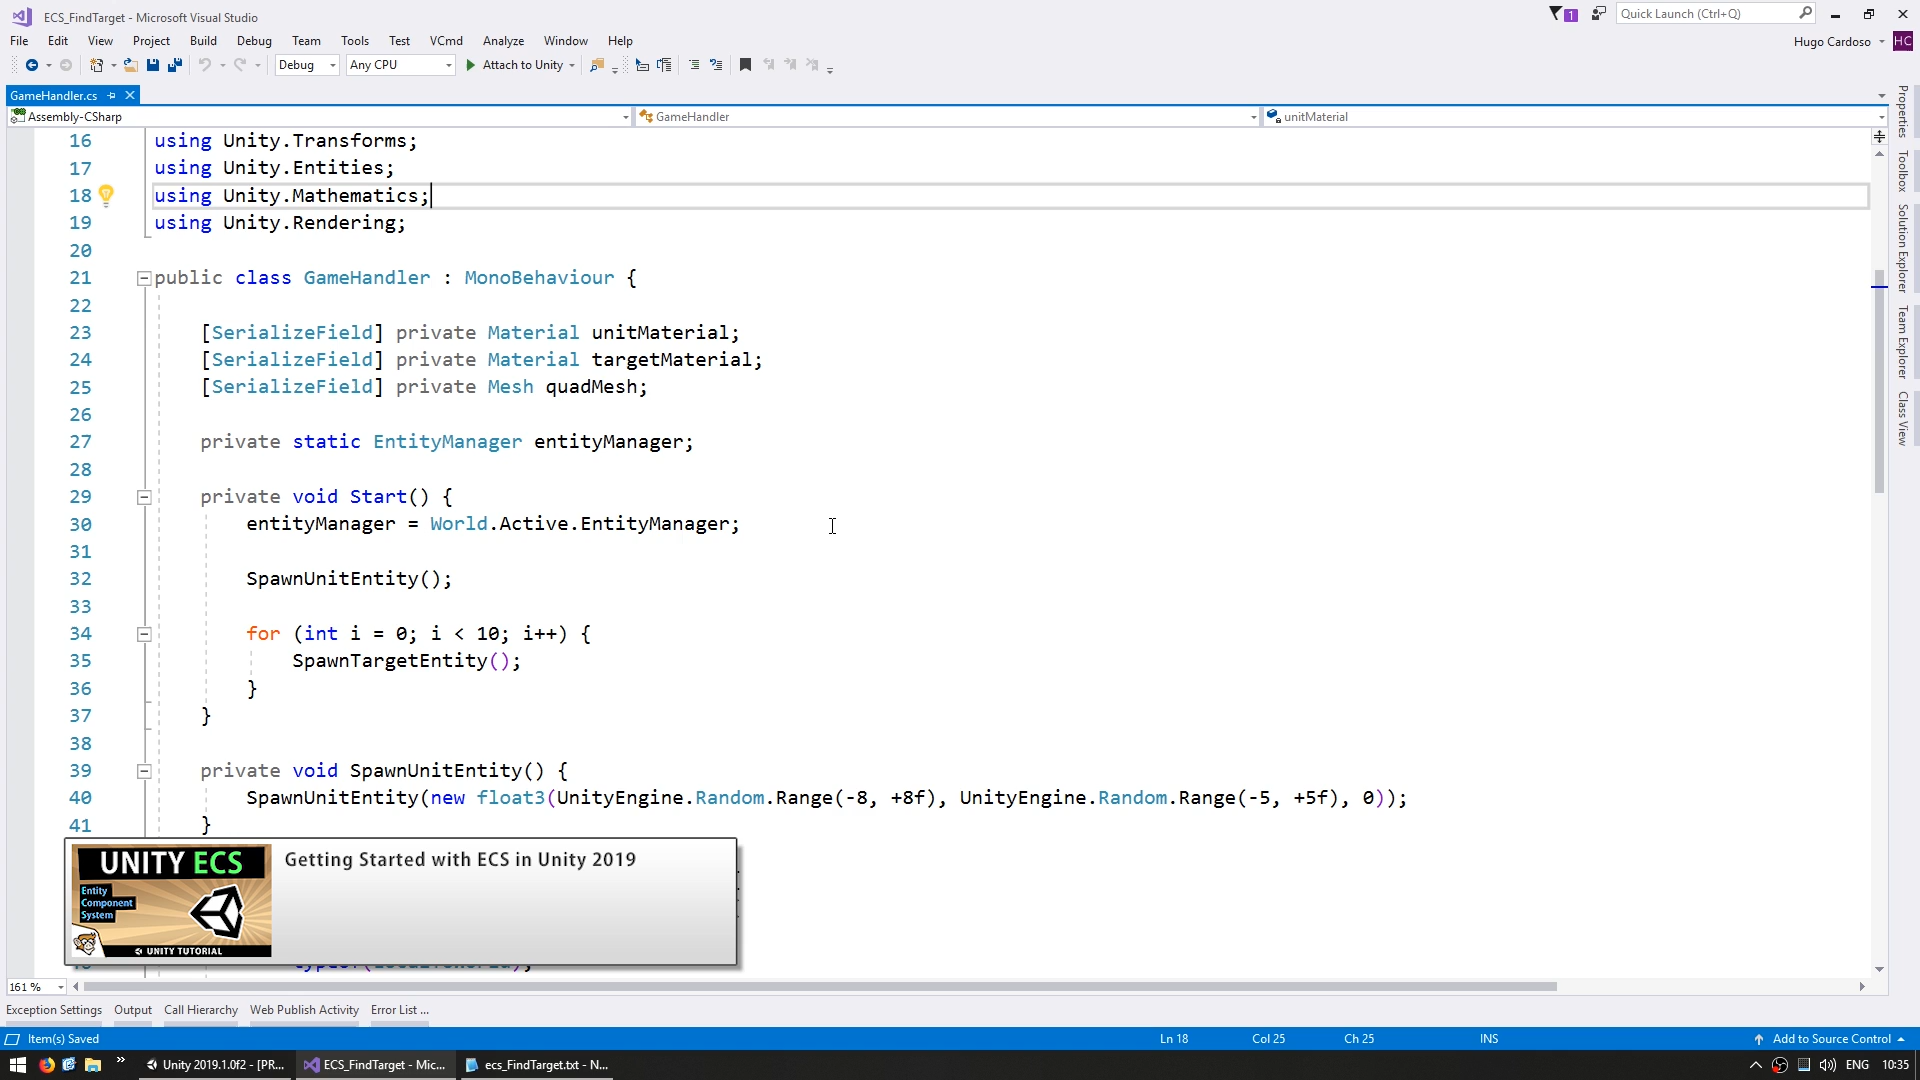 ECS_FindTarget - Microsoft Visual Studio
1
Quick Launch (Ctrl+Q)
File Edit View Project Build Debug Team Tools Test VCmd Analyze Window Help
Hugo Cardoso HC
Debug Any CPU Attach to Unity
GameHandler.cs
Assembly-CSharp GameHandler unitMaterial
16 using Unity.Transforms;
17 using Unity.Entities;
18 using Unity.Mathematics;
19 using Unity.Rendering;
20
21 public class GameHandler : MonoBehaviour {
22
23 [SerializeField] private Material unitMaterial;
24 [SerializeField] private Material targetMaterial;
25 [SerializeField] private Mesh quadMesh;
26
27 private static EntityManager entityManager;
28
29 private void Start() {
30 entityManager = World.Active.EntityManager;
31
32 SpawnUnitEntity();
33
34 for (int i = 0; i < 10; i++) {
35 SpawnTargetEntity();
36 }
37 }
38
39 private void SpawnUnitEntity() {
40 SpawnUnitEntity(new float3(UnityEngine.Random.Range(-8, +8f), UnityEngine.Random.Range(-5, +5f), 0));
41 }
UNITY ECS
Entity
Component
System
UNITY TUTORIAL
Getting Started with ECS in Unity 2019
Properties
Toolbox
Solution Explorer
Team Explorer
Class View
161 %
Exception Settings Output Call Hierarchy Web Publish Activity Error List ...
Item(s) Saved Ln 18 Col 25 Ch 25 INS Add to Source Control
» Unity 2019.1.0f2 - [PR... ECS_FindTarget - Mic... ecs_FindTarget.txt - N... ENG 10:35